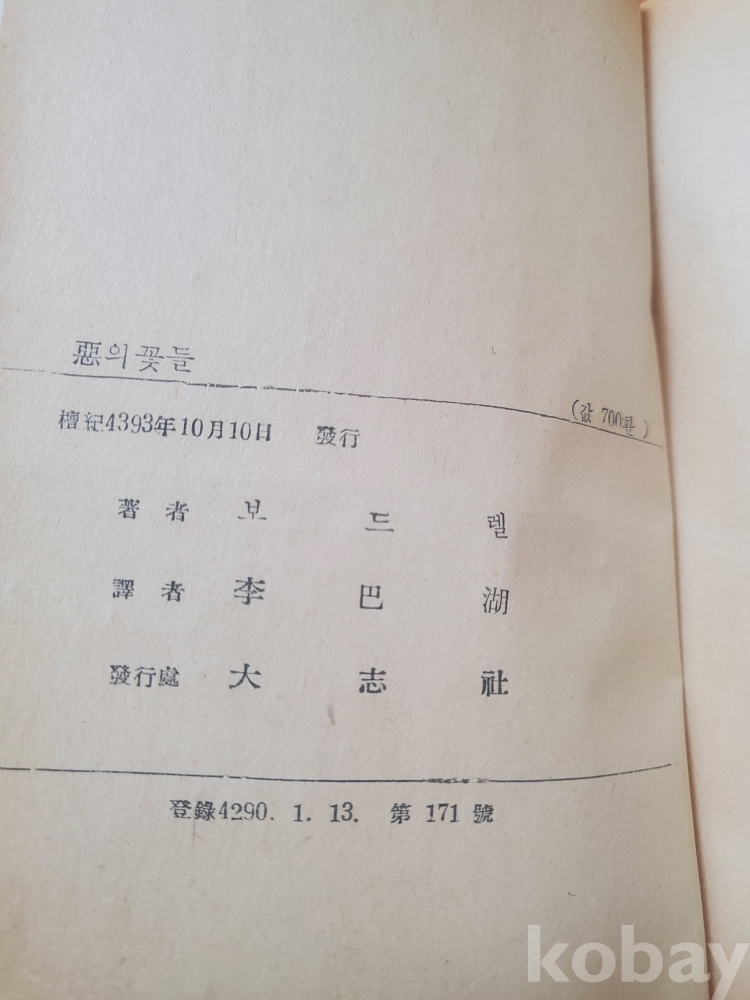 惡의 꽃들
(값 700환)
檀紀4393年10月10日 發行
著者 보드렐
譯者 李巴湖
發行處 大志社
登錄4290. 1. 13. 第 171 號
kobay